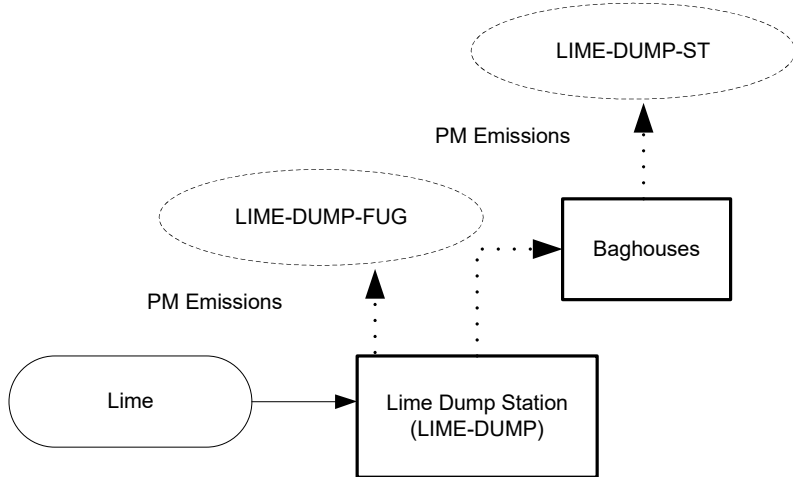 LIME-DUMP-ST
PM Emissions
LIME-DUMP-FUG
Baghouses
PM Emissions
Lime
Lime Dump Station
(LIME-DUMP)